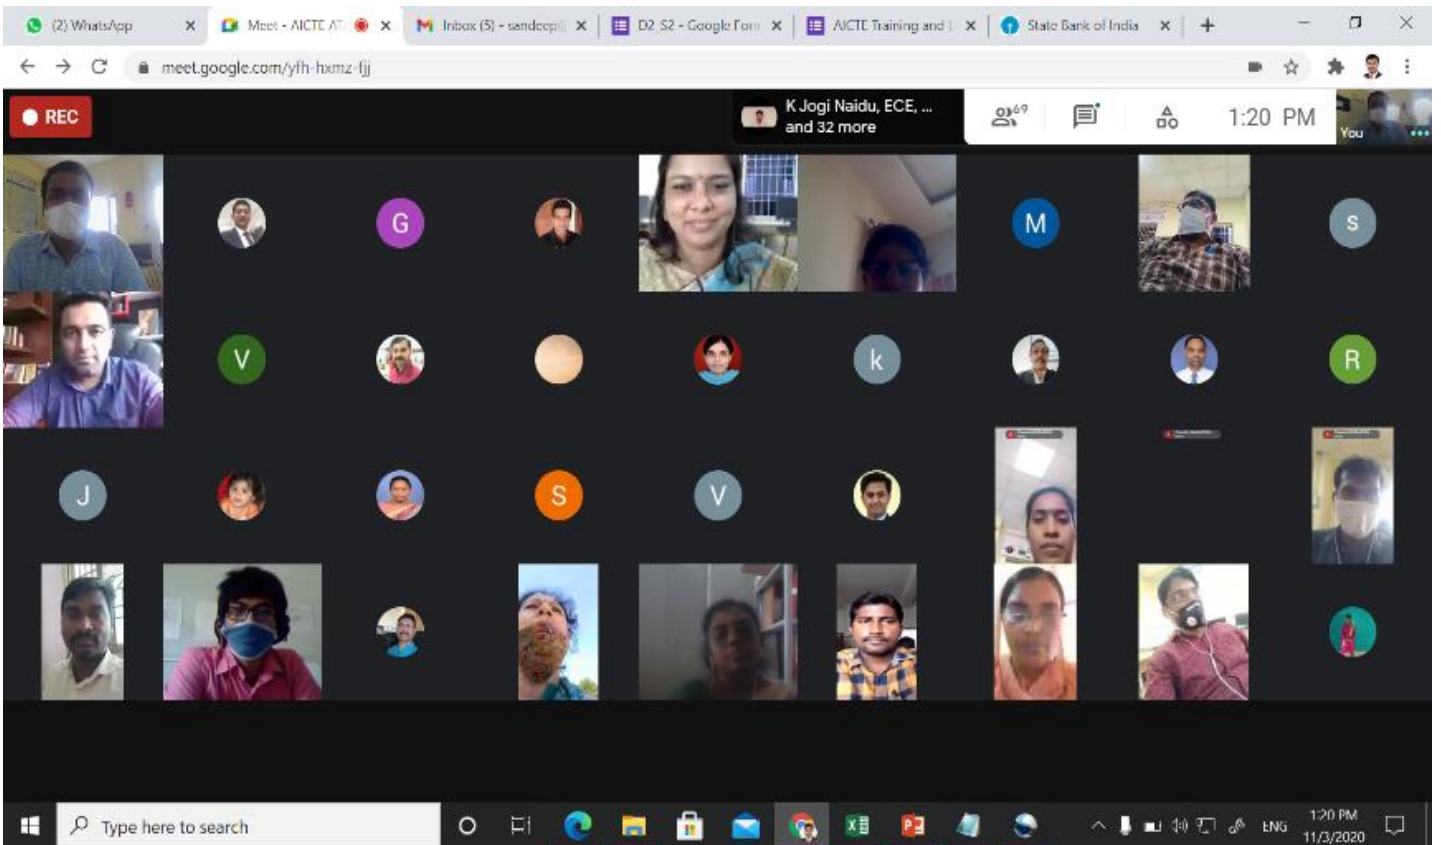 (2) WhatsApp
Meet - AICTE AT
Inbox (5) - sandeep
D2_S2 - Google Form
AICTE Training and L
State Bank of India
meet.google.com/yfh-hxmz-fjj
REC
K Jogi Naidu, ECE, ...
and 32 more
69
1:20 PM
You
G
M
S
V
k
R
J
S
V
Type here to search
ENG
1:20 PM
11/3/2020